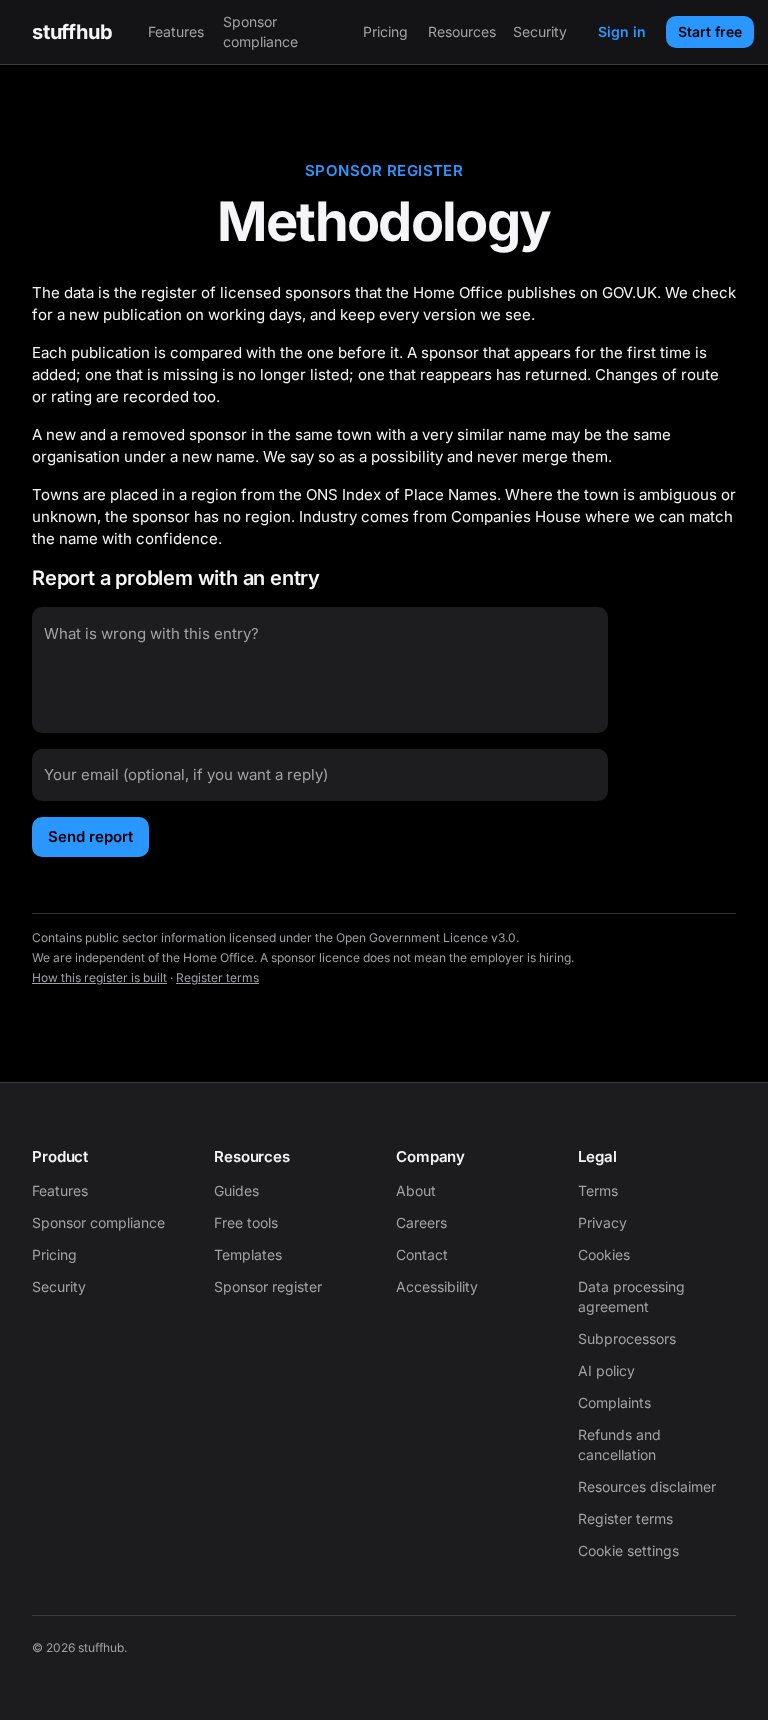 stuffhub
Features
Sponsor
compliance
Pricing
Resources
Security
Sign in
Start free
SPONSOR REGISTER
Methodology
The data is the register of licensed sponsors that the Home Office publishes on GOV.UK. We check
for a new publication on working days, and keep every version we see.
Each publication is compared with the one before it. A sponsor that appears for the first time is
added; one that is missing is no longer listed; one that reappears has returned. Changes of route
or rating are recorded too.
A new and a removed sponsor in the same town with a very similar name may be the same
organisation under a new name. We say so as a possibility and never merge them.
Towns are placed in a region from the ONS Index of Place Names. Where the town is ambiguous or
unknown, the sponsor has no region. Industry comes from Companies House where we can match
the name with confidence.
Report a problem with an entry
What is wrong with this entry?
Your email (optional, if you want a reply)
Send report
Contains public sector information licensed under the Open Government Licence v3.0.
We are independent of the Home Office. A sponsor licence does not mean the employer is hiring.
How this register is built · Register terms
Product
Features
Sponsor compliance
Pricing
Security
Resources
Guides
Free tools
Templates
Sponsor register
Company
About
Careers
Contact
Accessibility
Legal
Terms
Privacy
Cookies
Data processing
agreement
Subprocessors
AI policy
Complaints
Refunds and
cancellation
Resources disclaimer
Register terms
Cookie settings
© 2026 stuffhub.